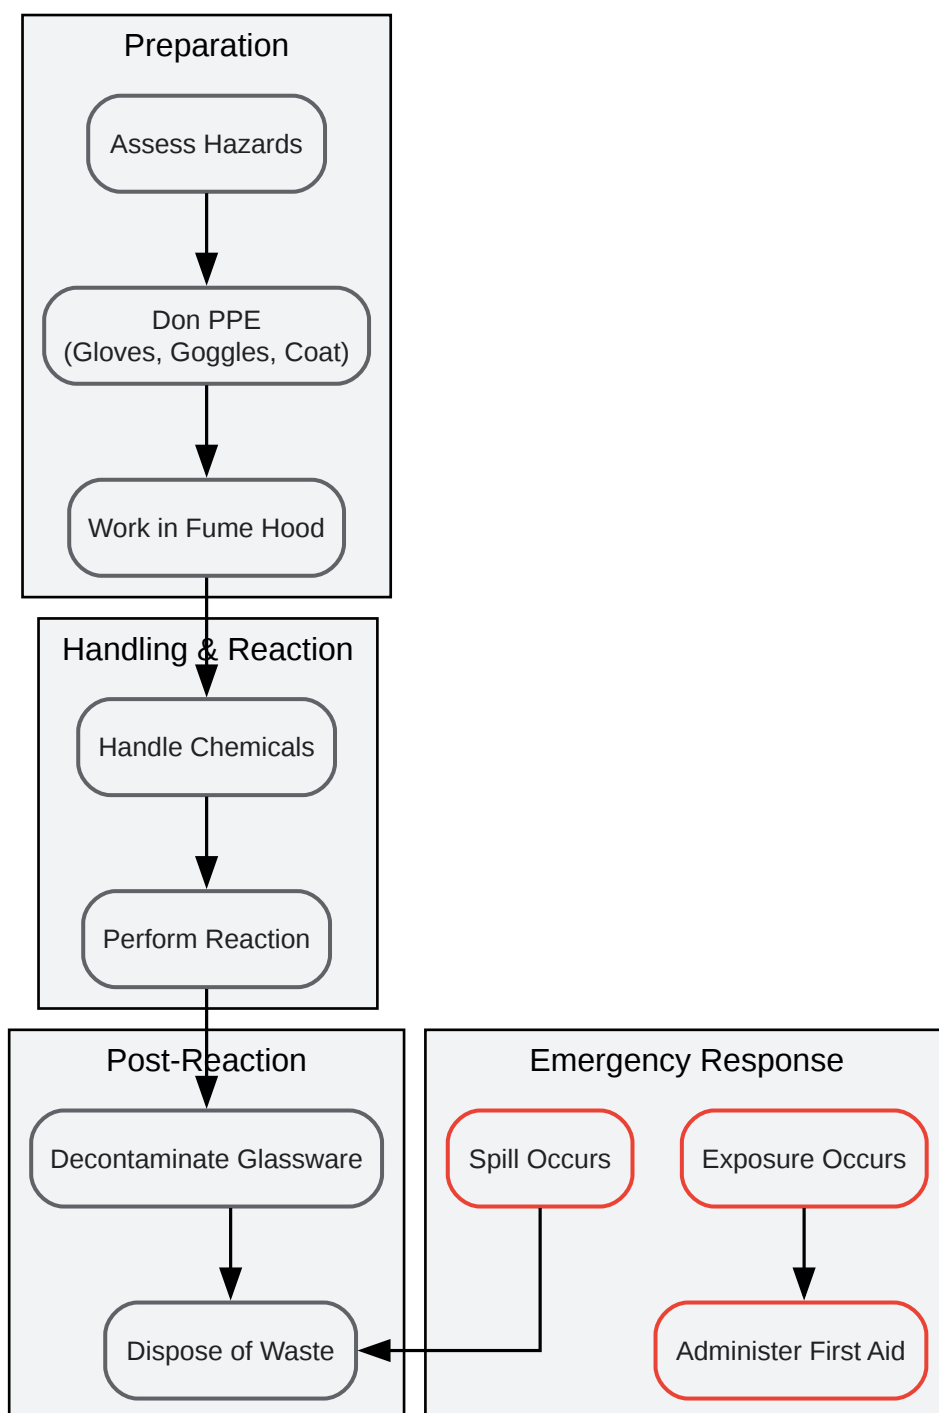 Preparation
Assess Hazards
Don PPE
(Gloves, Goggles, Coat)
Work in Fume Hood
Handling & Reaction
Handle Chemicals
Perform Reaction
Post-Reaction
Decontaminate Glassware
Dispose of Waste
Emergency Response
Spill Occurs
Exposure Occurs
Administer First Aid